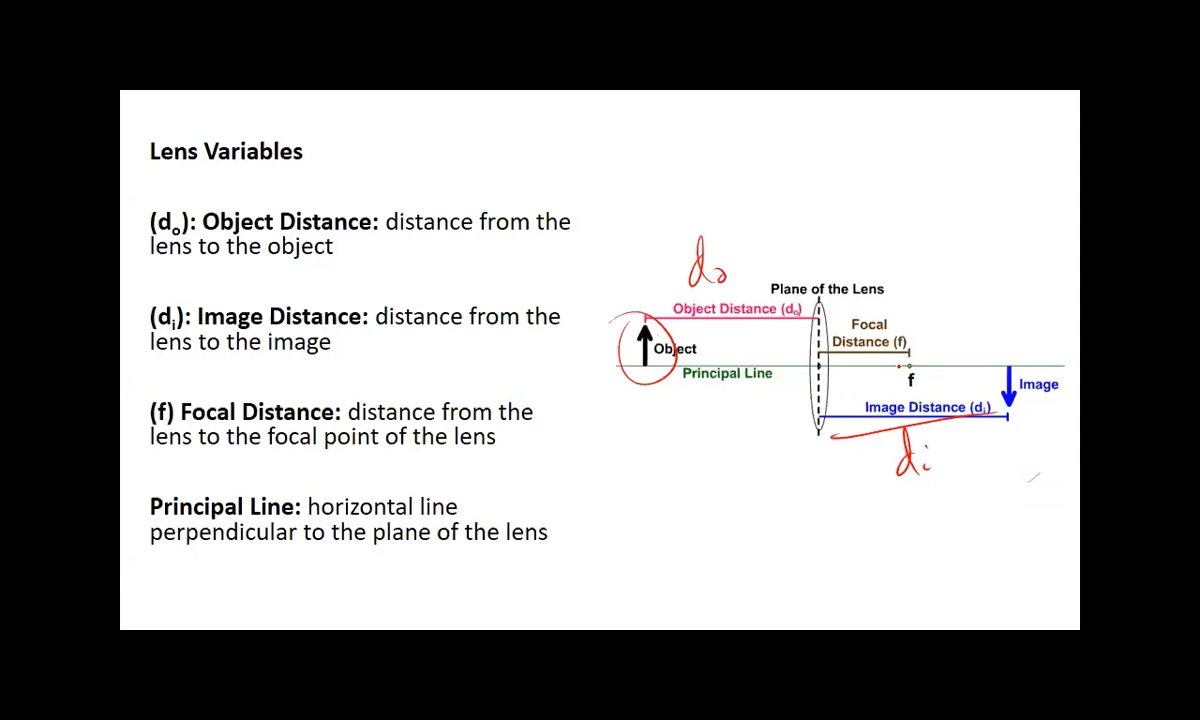 Lens Variables
(dₒ): Object Distance: distance from the
lens to the object
(dᵢ): Image Distance: distance from the
lens to the image
(f) Focal Distance: distance from the
lens to the focal point of the lens
Principal Line: horizontal line
perpendicular to the plane of the lens
do
Plane of the Lens
Object Distance (dₒ)
Focal
Distance (f)
Object
Principal Line
f
Image
Image Distance (dᵢ)
di